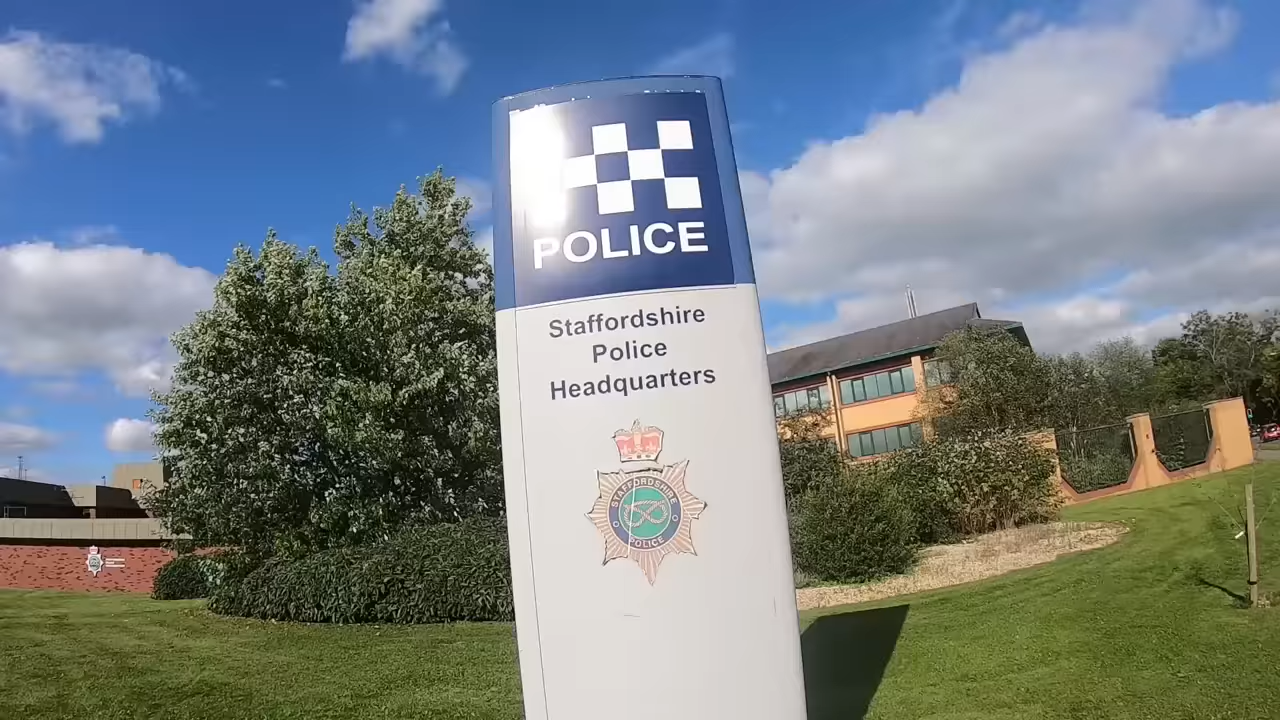 POLICE
Staffordshire
Police
Headquarters
STAFFORDSHIRE
POLICE